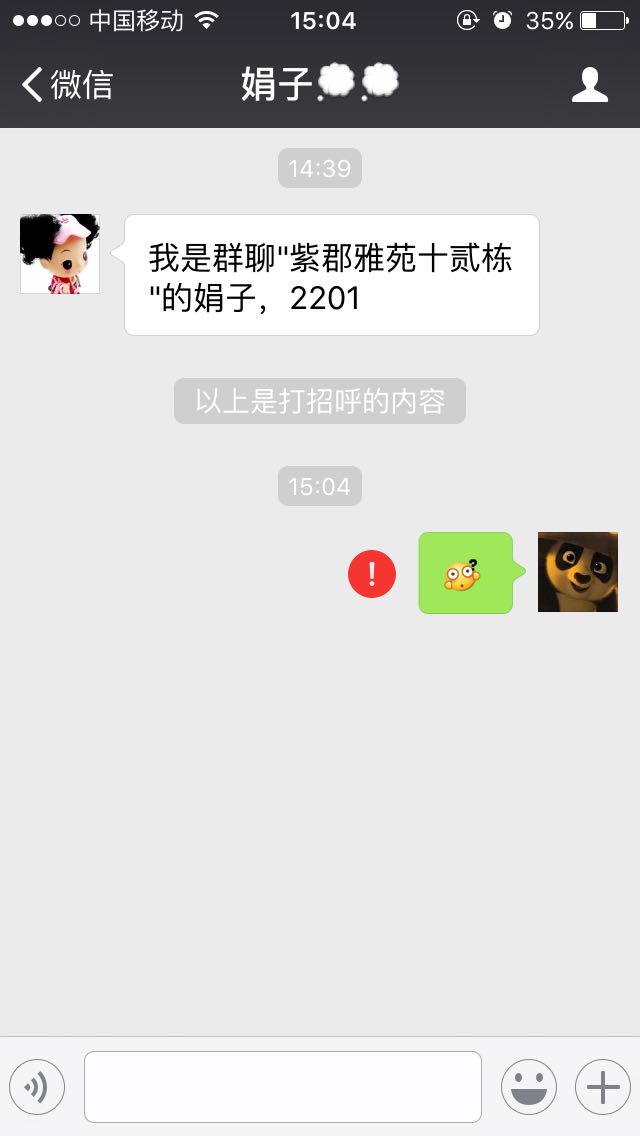 中国移动 15:04 35%
微信 娟子
14:39
我是群聊"紫郡雅苑十贰栋
"的娟子，2201
以上是打招呼的内容
15:04
!
?